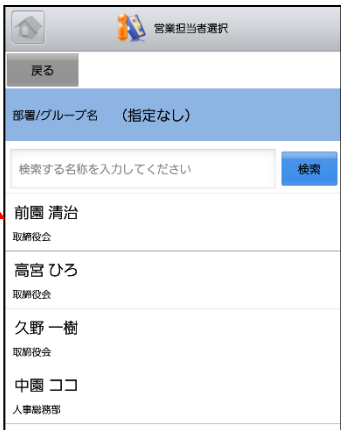 営業担当者選択
戻る
部署/グループ名 (指定なし)
検索する名称を入力してください 検索
前園 清治
取締役会
高宮 ひろ
取締役会
久野 一樹
取締役会
中園 ココ
人事総務部